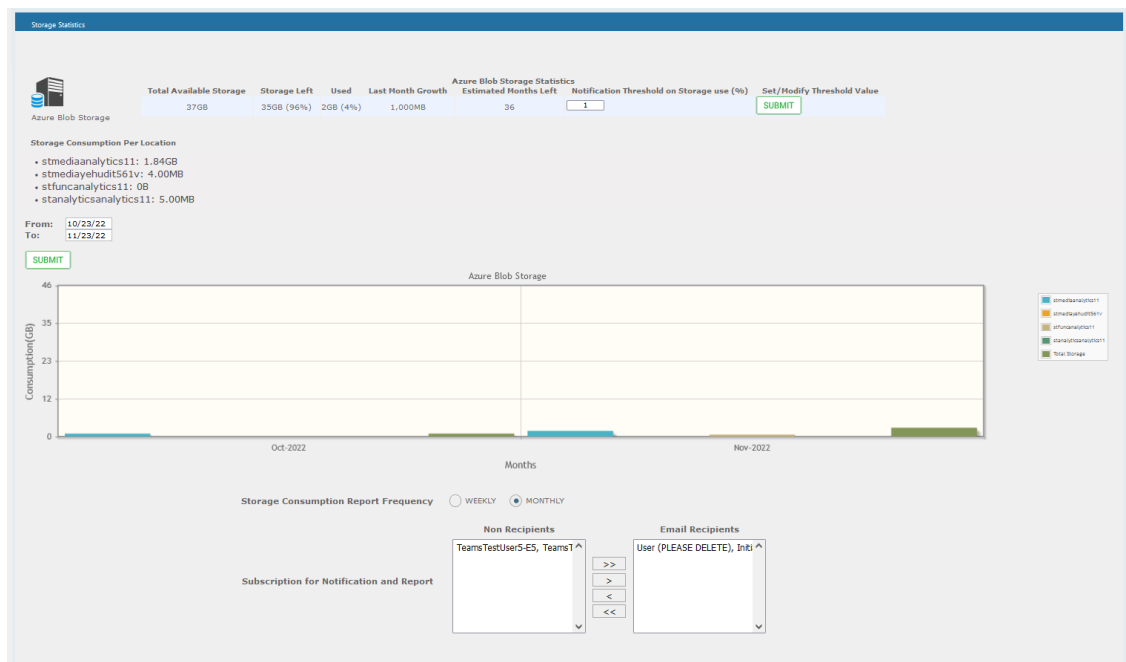 Storage Statistics
Azure Blob Storage Statistics
Total Available Storage Storage Left Used Last Month Growth Estimated Months Left Notification Threshold on Storage use (%) Set/Modify Threshold Value
37GB 35GB (96%) 2GB (4%) 1.000MB 36 1 SUBMIT
Azure Blob Storage
Storage Consumption Per Location
• stmediaanalytics11: 1.84GB
• stmediayehudit561v: 4.00MB
• stfuncanalytics11: 0B
• stanalyticsanalytics11: 5.00MB
From: 10/23/22
To: 11/23/22
SUBMIT
Azure Blob Storage
46
35
23
12
0
Consumption(GB)
Oct-2022 Nov-2022
Months
stmediaanalytics11
stmediayehudit561v
stfuncanalytics11
stanalyticsanalytics11
Total Storage
Storage Consumption Report Frequency WEEKLY MONTHLY
Non Recipients Email Recipients
TeamsTestUser5-E5, TeamsT User (PLEASE DELETE), Initi
>>
>
<
<<
Subscription for Notification and Report